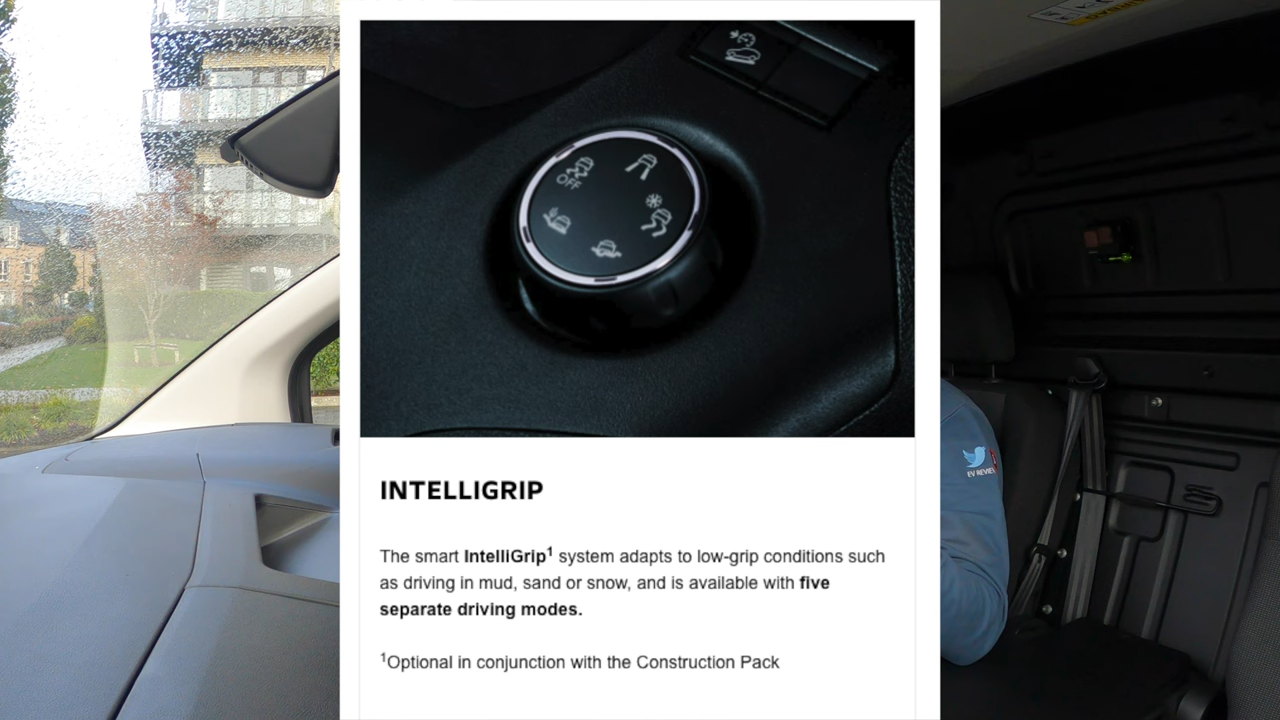 OFF
INTELLIGRIP
The smart IntelliGrip¹ system adapts to low-grip conditions such
as driving in mud, sand or snow, and is available with five
separate driving modes.
¹Optional in conjunction with the Construction Pack
EV REVIE